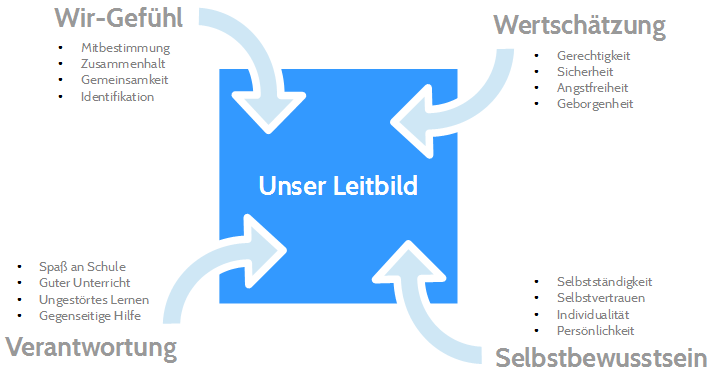 Wir-Gefühl
• Mitbestimmung
• Zusammenhalt
• Gemeinsamkeit
• Identifikation
Wertschätzung
• Gerechtigkeit
• Sicherheit
• Angstfreiheit
• Geborgenheit
Unser Leitbild
• Spaß an Schule
• Guter Unterricht
• Ungestörtes Lernen
• Gegenseitige Hilfe
Verantwortung
• Selbstständigkeit
• Selbstvertrauen
• Individualität
• Persönlichkeit
Selbstbewusstsein